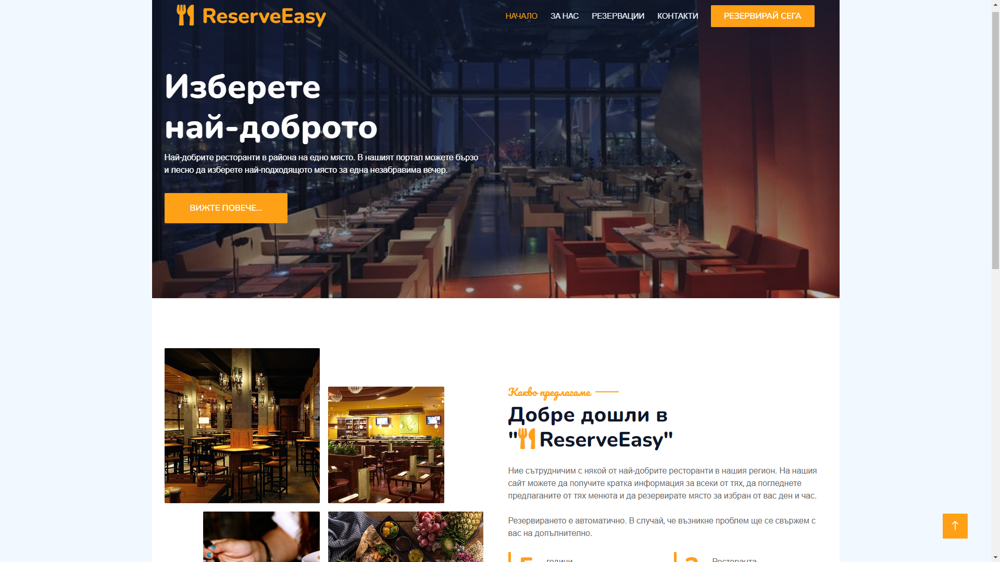 ReserveEasy
НАЧАЛО ЗА НАС РЕЗЕРВАЦИИ КОНТАКТИ РЕЗЕРВИРАЙ СЕГА
Изберете
най-доброто
Най-добрите ресторанти в района на едно място. В нашият портал можете бързо
и лесно да изберете най-подходящото място за една незабравима вечер.
ВИЖТЕ ПОВЕЧЕ...
Какво предлагаме
Добре дошли в
"ReserveEasy"
Ние сътрудничим с някой от най-добрите ресторанти в нашия регион. На нашия
сайт можете да получите кратка информация за всеки от тях, да погледнете
предлаганите от тях менюта и да резервирате място за избран от вас ден и час.
Резервирането е автоматично. В случай, че възникне проблем ще се свържем с
вас на допълнително.
години Ресторанта